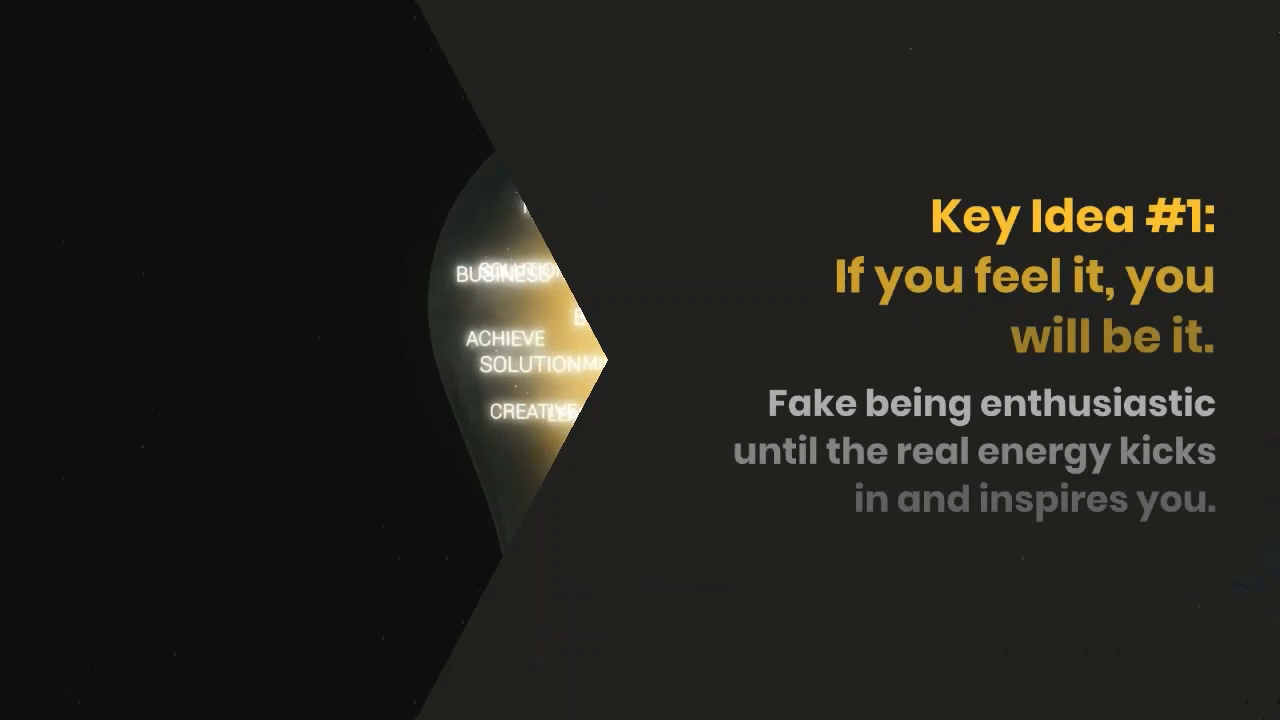 Key Idea #1:
If you feel it, you
will be it.
Fake being enthusiastic
until the real energy kicks
in and inspires you.
BUSINESS
SOLUTION
ACHIEVE
SOLUTION
CREATIVE